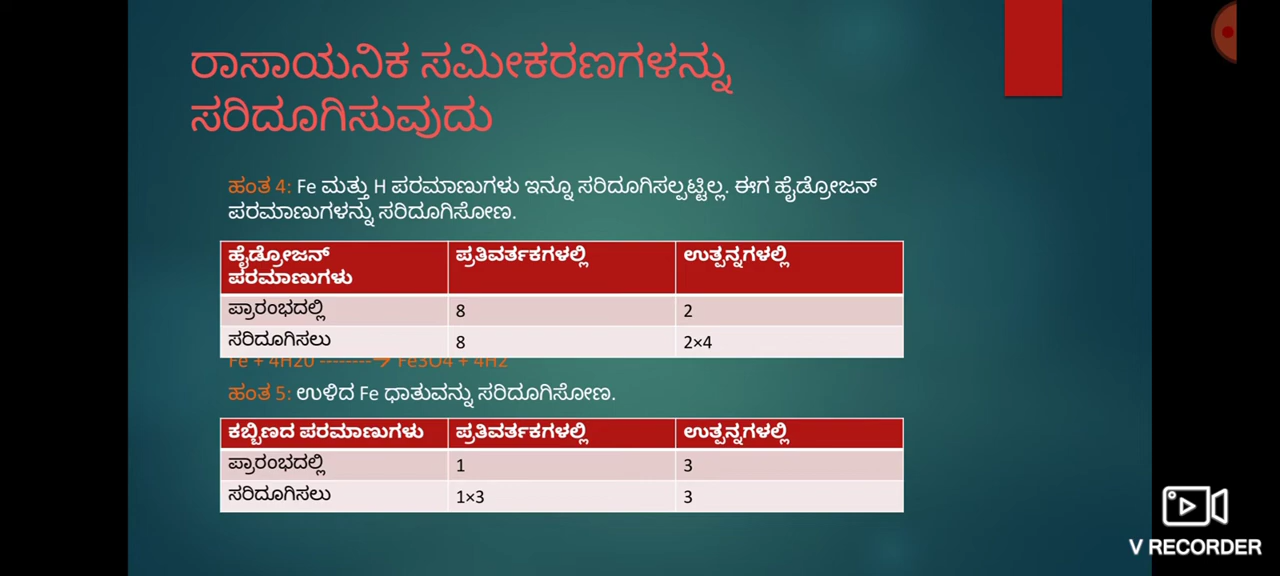 ರಾಸಾಯನಿಕ ಸಮೀಕರಣಗಳನ್ನು
ಸರಿದೂಗಿಸುವುದು
ಹಂತ 4: Fe ಮತ್ತು H ಪರಮಾಣುಗಳು ಇನ್ನೂ ಸರಿದೂಗಿಸಲ್ಪಟ್ಟಿಲ್ಲ. ಈಗ ಹೈಡ್ರೋಜನ್
ಪರಮಾಣುಗಳನ್ನು ಸರಿದೂಗಿಸೋಣ.
ಹೈಡ್ರೋಜನ್ ಪರಮಾಣುಗಳು ಪ್ರತಿವರ್ತಕಗಳಲ್ಲಿ ಉತ್ಪನ್ನಗಳಲ್ಲಿ
ಪ್ರಾರಂಭದಲ್ಲಿ 8 2
ಸರಿದೂಗಿಸಲು 8 2×4
Fe + 4H20 --------→ Fe3O4 + 4H2
ಹಂತ 5: ಉಳಿದ Fe ಧಾತುವನ್ನು ಸರಿದೂಗಿಸೋಣ.
ಕಬ್ಬಿಣದ ಪರಮಾಣುಗಳು ಪ್ರತಿವರ್ತಕಗಳಲ್ಲಿ ಉತ್ಪನ್ನಗಳಲ್ಲಿ
ಪ್ರಾರಂಭದಲ್ಲಿ 1 3
ಸರಿದೂಗಿಸಲು 1×3 3
V RECORDER